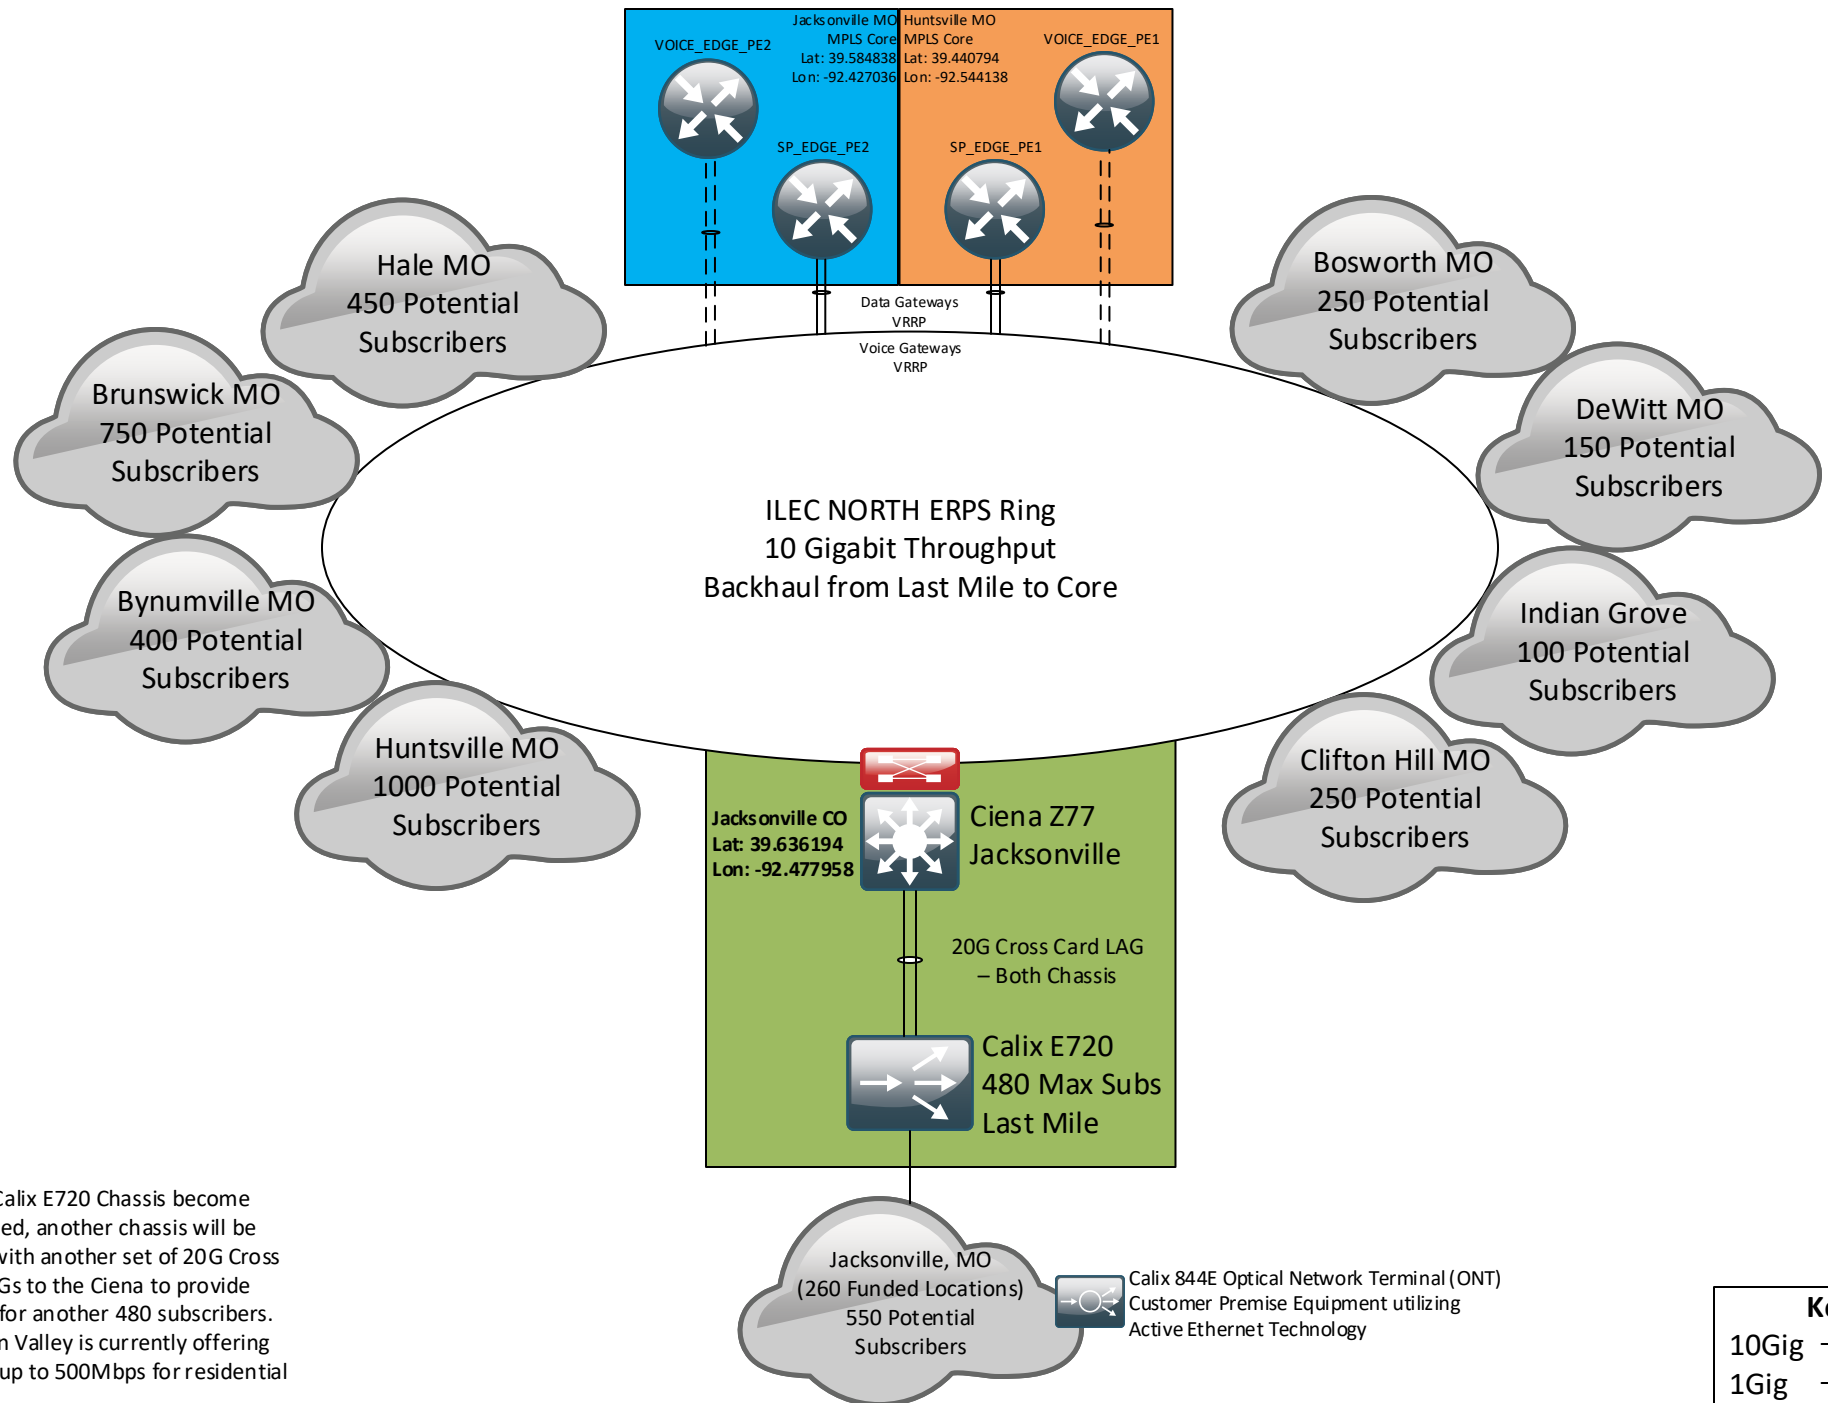 Jacksonville MO
MPLS Core
Lat: 39.584838
Lon: -92.427036
Huntsville MO
MPLS Core
Lat: 39.440794
Lon: -92.544138
VOICE_EDGE_PE2
VOICE_EDGE_PE1
SP_EDGE_PE2
SP_EDGE_PE1
Data Gateways
VRRP
Voice Gateways
VRRP
Hale MO
450 Potential
Subscribers
Bosworth MO
250 Potential
Subscribers
Brunswick MO
750 Potential
Subscribers
DeWitt MO
150 Potential
Subscribers
ILEC NORTH ERPS Ring
10 Gigabit Throughput
Backhaul from Last Mile to Core
Bynumville MO
400 Potential
Subscribers
Indian Grove
100 Potential
Subscribers
Huntsville MO
1000 Potential
Subscribers
Clifton Hill MO
250 Potential
Subscribers
Jacksonville CO
Lat: 39.636194
Lon: -92.477958
Ciena Z77
Jacksonville
20G Cross Card LAG
– Both Chassis
Calix E720
480 Max Subs
Last Mile
Calix E720 Chassis become
ed, another chassis will be
with another set of 20G Cross
Gs to the Ciena to provide
for another 480 subscribers.
n Valley is currently offering
up to 500Mbps for residential
Jacksonville, MO
(260 Funded Locations)
550 Potential
Subscribers
Calix 844E Optical Network Terminal (ONT)
Customer Premise Equipment utilizing
Active Ethernet Technology
10Gig
1Gig